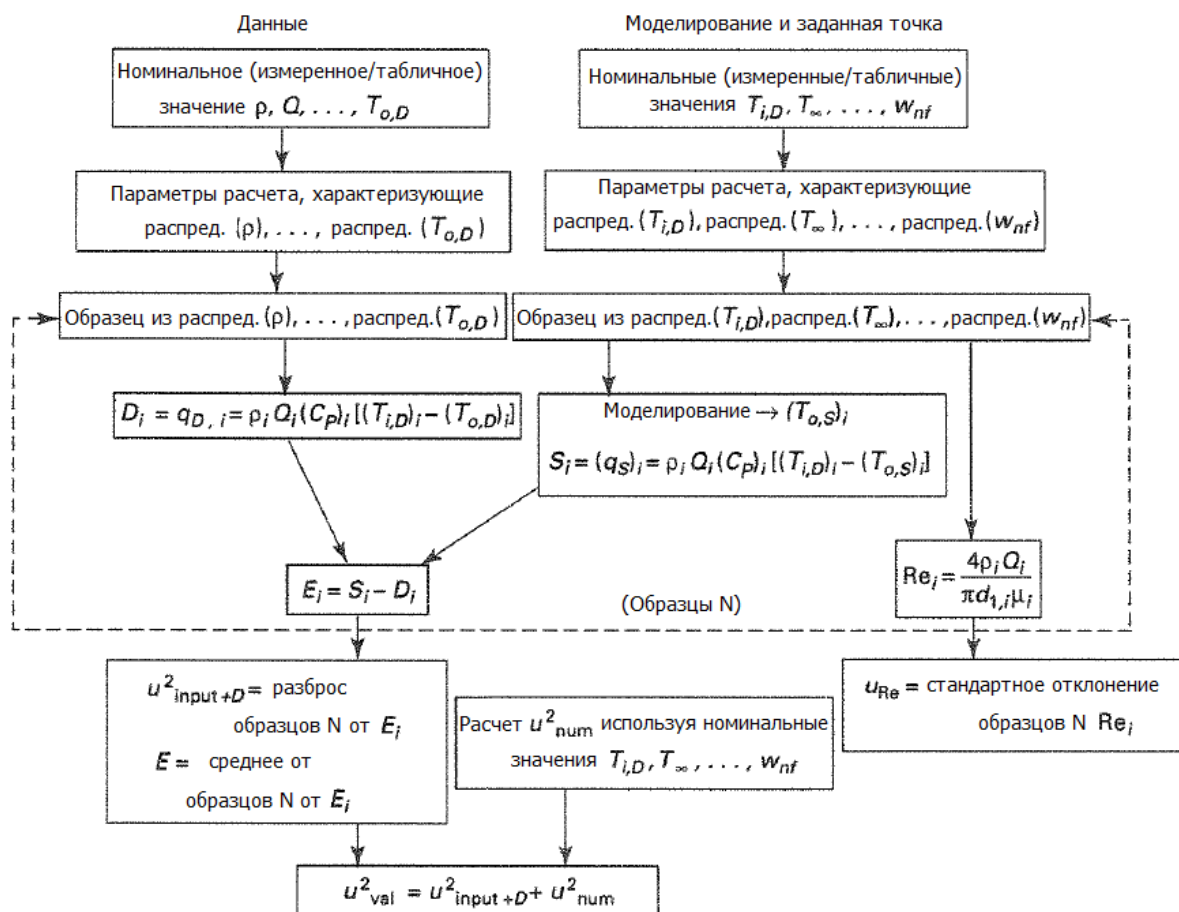 Данные
Моделирование и заданная точка
Номинальное (измеренное/табличное)
значение ρ, Q, . . . , T_{o,D}
Номинальные (измеренные/табличные)
значения T_{i,D}, T_∞, . . . , w_{nf}
Параметры расчета, характеризующие
распред. (ρ), . . . , распред. (T_{o,D})
Параметры расчета, характеризующие
распред.(T_{i,D}), распред.(T_∞), . . . , распред.(w_{nf})
Образец из распред.(ρ), . . . , распред.(T_{o,D})
Образец из распред.(T_{i,D}),распред.(T_∞), . . . ,распред.(w_{nf})
D_i = q_{D, i} = ρ_i Q_i (C_P)_i [(T_{i,D})_i − (T_{o,D})_i]
Моделирование → (T_{o,S})_i
S_i = (q_S)_i = ρ_i Q_i (C_P)_i [(T_{i,D})_i − (T_{o,S})_i]
E_i = S_i − D_i
(Образцы N)
Re_i = 4ρ_i Q_i / πd_{1,i}μ_i
u²_{input+D} = разброс
образцов N от E_i
E = среднее от
образцов N от E_i
Расчет u²_{num} используя номинальные
значения T_{i,D}, T_∞, . . . , w_{nf}
u_{Re} = стандартное отклонение
образцов N Re_i
u²_{val} = u²_{input+D} + u²_{num}